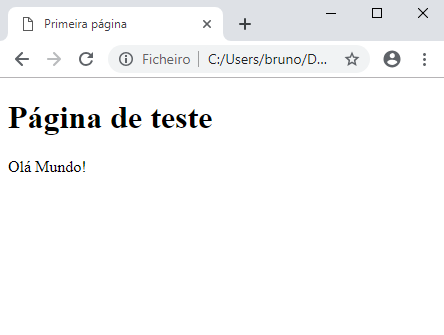 Primeira página
Ficheiro | C:/Users/bruno/D...
Página de teste
Olá Mundo!